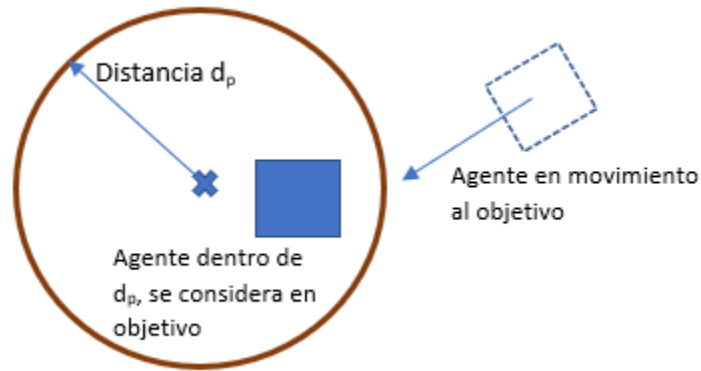 Distancia dₚ
Agente en movimiento
al objetivo
Agente dentro de
dₚ, se considera en
objetivo